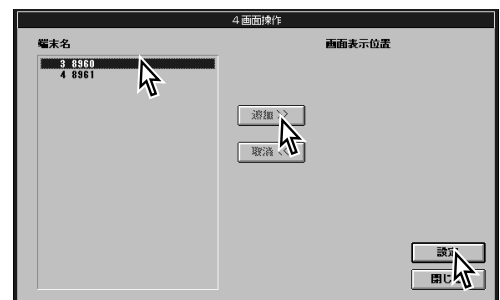 4画面操作
端末名
画面表示位置
3 8960
4 8961
追加 >>
取消 <<
設定
閉じる